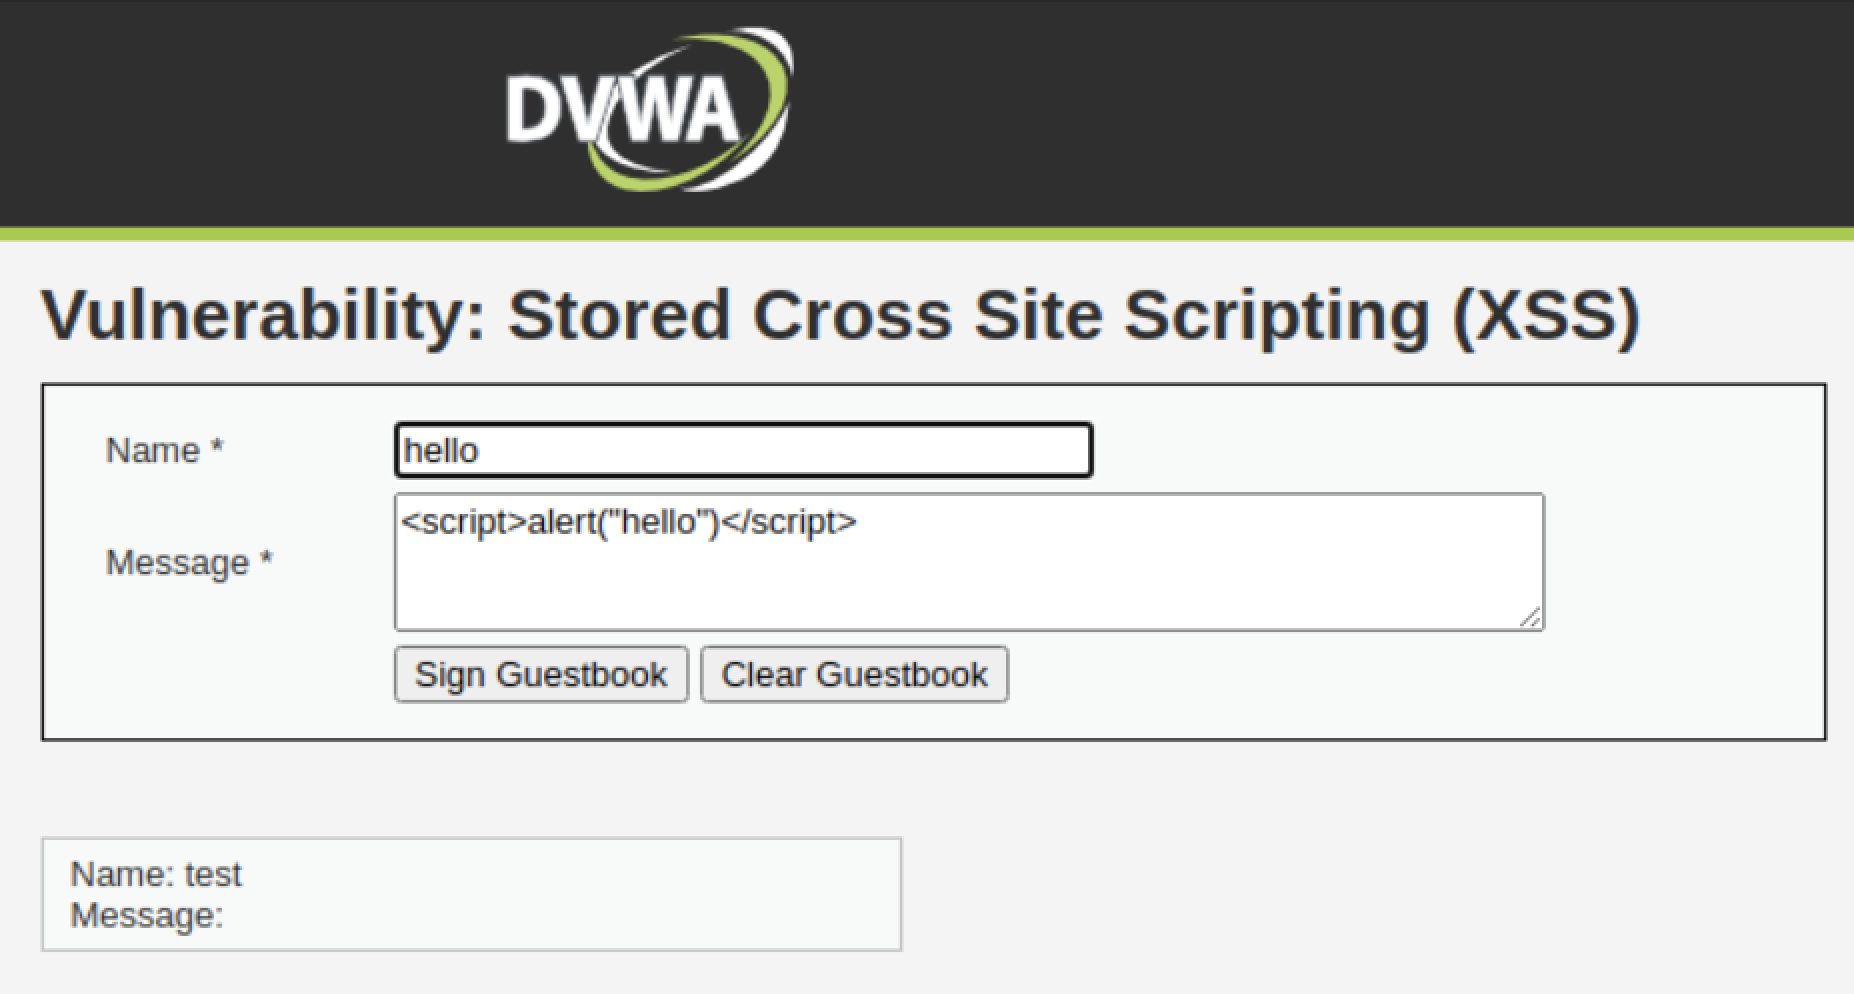 DVWA
Vulnerability: Stored Cross Site Scripting (XSS)
Name * hello
Message * <script>alert("hello")</script>
Sign Guestbook Clear Guestbook
Name: test
Message: